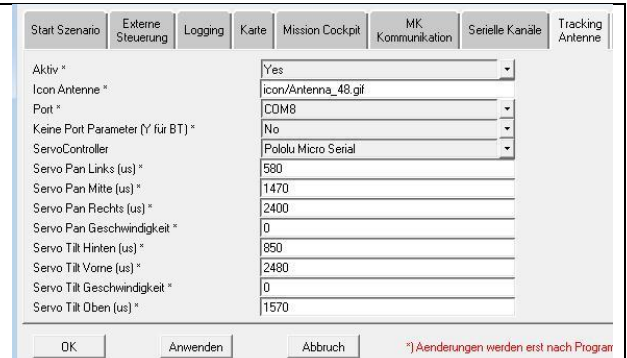 Start Szenario
Externe
Steuerung
Logging
Karte
Mission Cockpit
MK
Kommunikation
Serielle Kanäle
Tracking
Antenne
Aktiv * Yes
Icon Antenne * icon/Antenna_48.gif
Port * COM8
Keine Port Parameter (Y' für BT) * No
ServoController Pololu Micro Serial
Servo Pan Links (us) * 580
Servo Pan Mitte (us) * 1470
Servo Pan Rechts (us) * 2400
Servo Pan Geschwindigkeit * 0
Servo Tilt Hinten (us) * 850
Servo Tilt Vorne (us) * 2480
Servo Tilt Geschwindigkeit * 0
Servo Tilt Oben (us) * 1570
OK Anwenden Abbruch *) Aenderungen werden erst nach Program